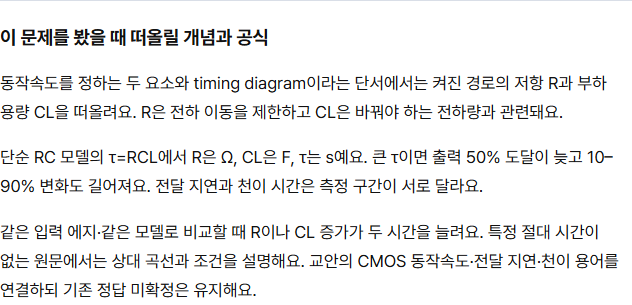 이 문제를 봤을 때 떠올릴 개념과 공식
동작속도를 정하는 두 요소와 timing diagram이라는 단서에서는 켜진 경로의 저항 R과 부하
용량 CL을 떠올려요. R은 전하 이동을 제한하고 CL은 바꿔야 하는 전하량과 관련돼요.
단순 RC 모델의 τ=RCL에서 R은 Ω, CL은 F, τ는 s예요. 큰 τ이면 출력 50% 도달이 늦고 10–
90% 변화도 길어져요. 전달 지연과 천이 시간은 측정 구간이 서로 달라요.
같은 입력 에지·같은 모델로 비교할 때 R이나 CL 증가가 두 시간을 늘려요. 특정 절대 시간이
없는 원문에서는 상대 곡선과 조건을 설명해요. 교안의 CMOS 동작속도·전달 지연·천이 용어를
연결하되 기존 정답 미확정은 유지해요.